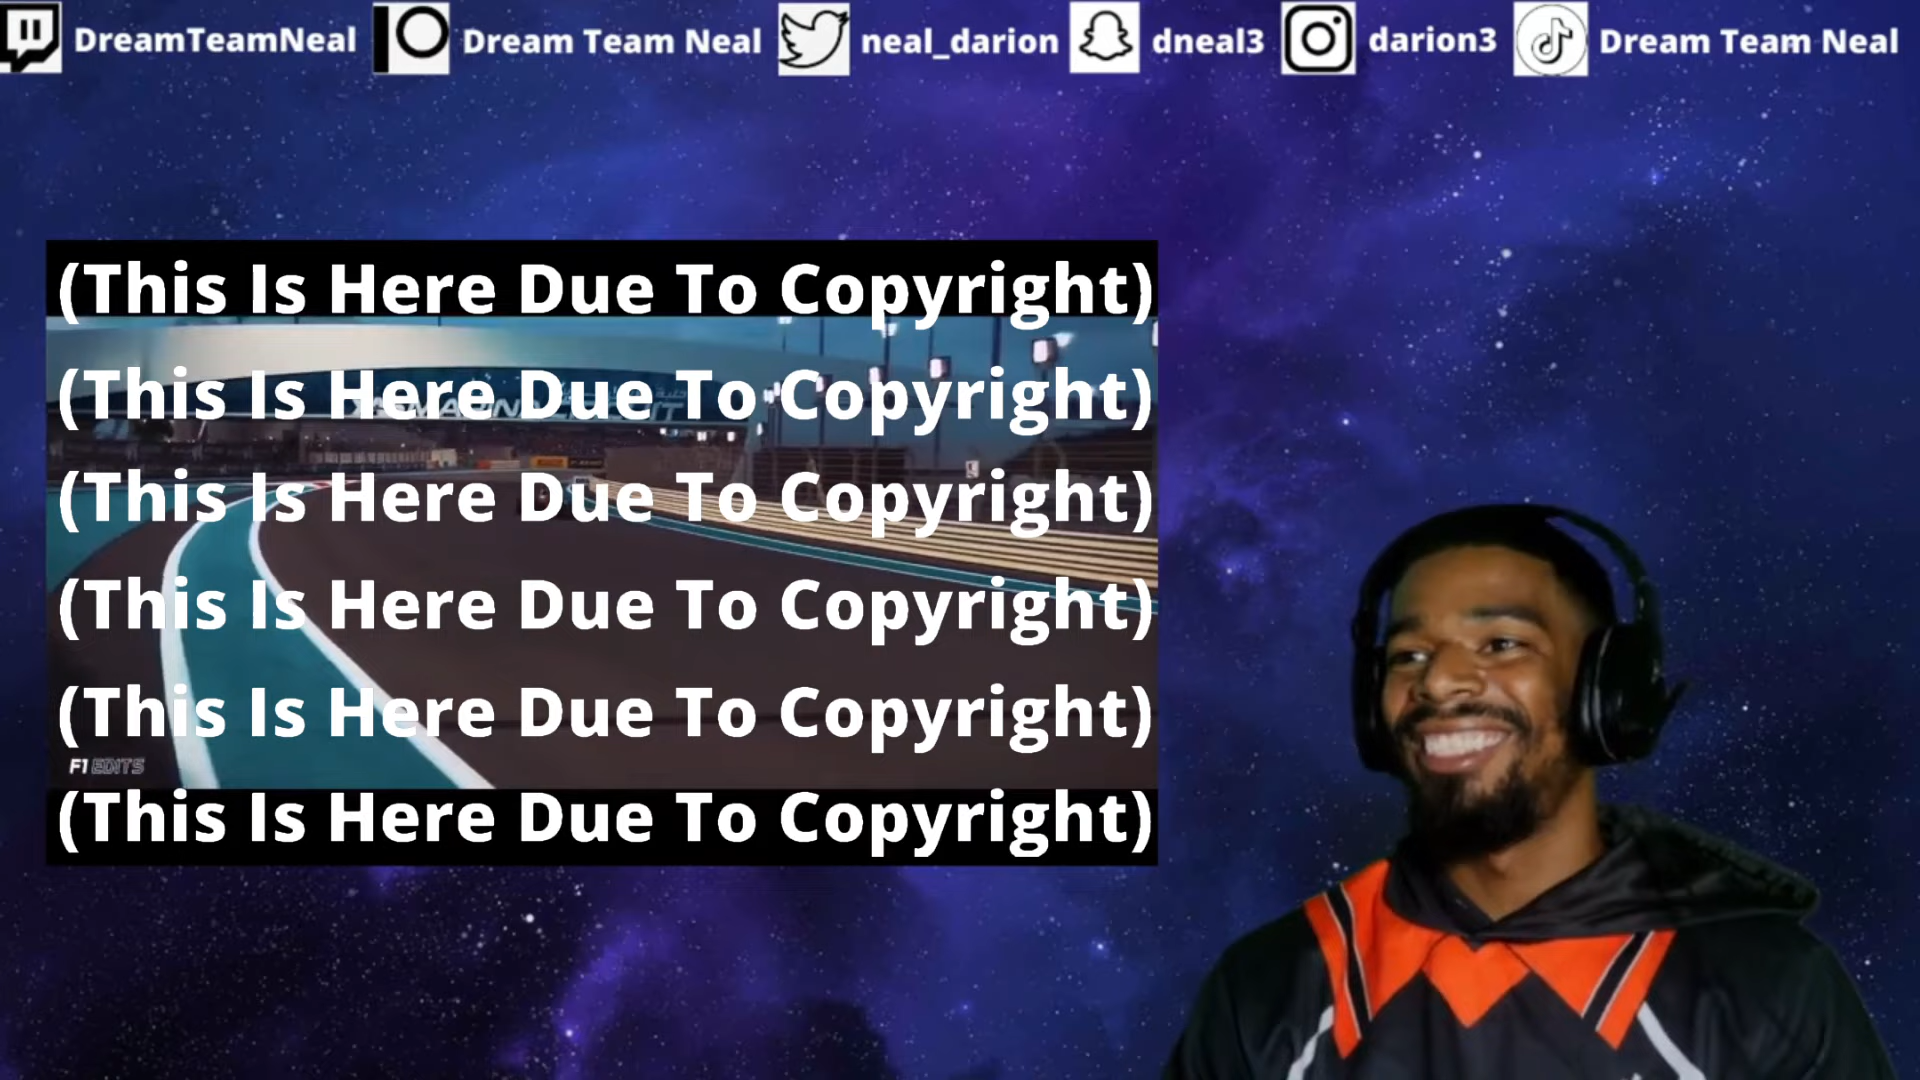 DreamTeamNeal Dream Team Neal neal_darion dneal3 darion3 Dream Team Neal
(This Is Here Due To Copyright)
(This Is Here Due To Copyright)
(This Is Here Due To Copyright)
(This Is Here Due To Copyright)
(This Is Here Due To Copyright)
F1 EDITS
(This Is Here Due To Copyright)